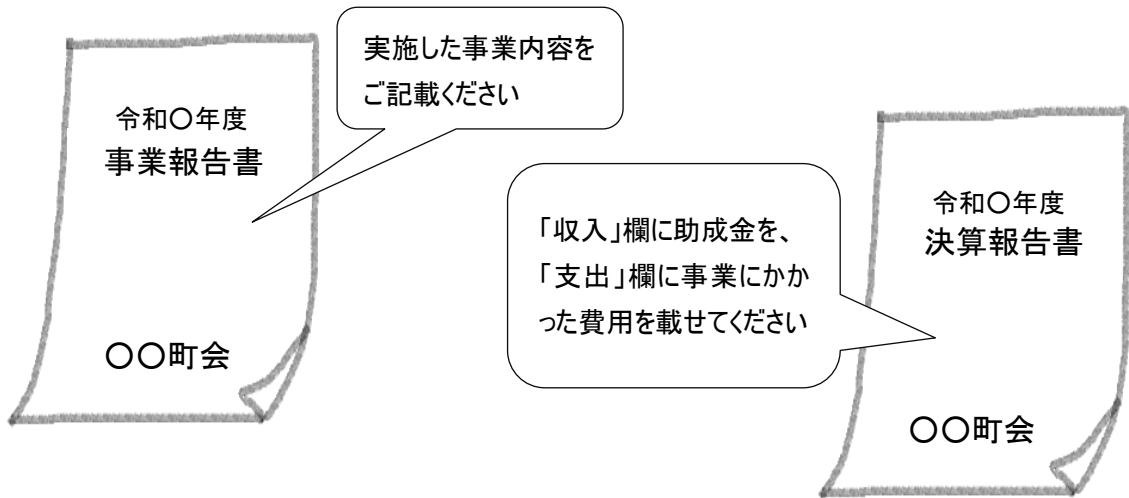 令和〇年度
事業報告書
〇〇町会
実施した事業内容を
ご記載ください
「収入」欄に助成金を、
「支出」欄に事業にかか
った費用を載せてください
令和〇年度
決算報告書
〇〇町会